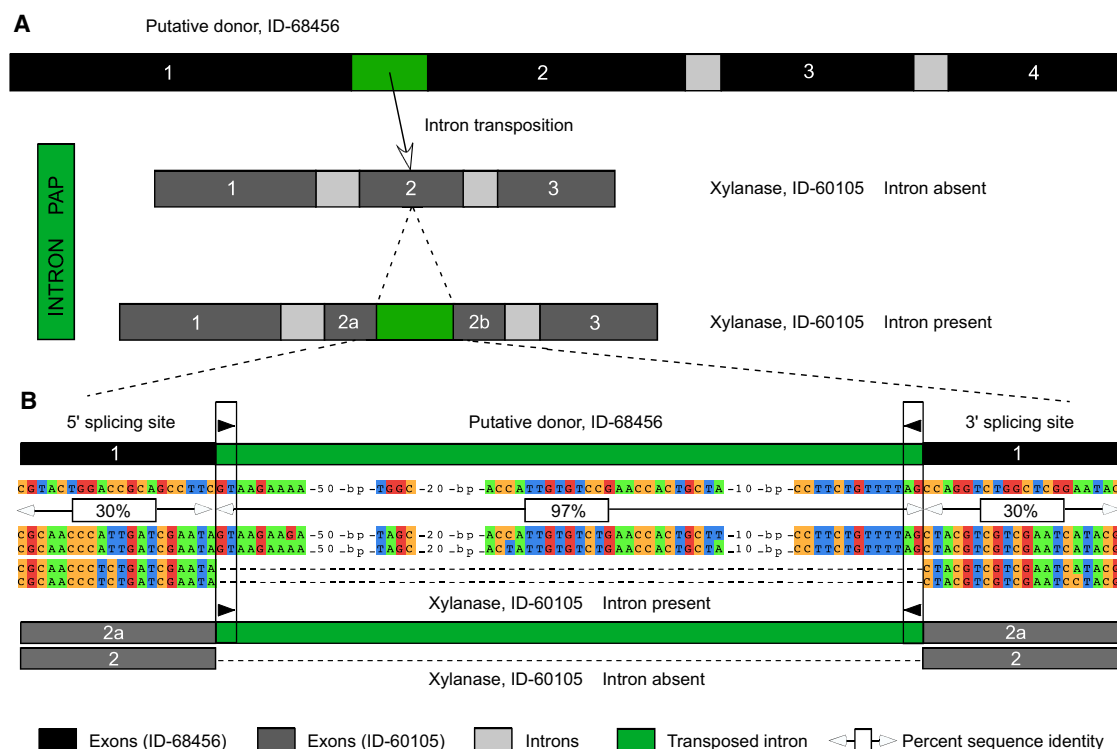 A
Putative donor, ID-68456
1 2 3 4
Intron transposition
INTRON PAP
1 2 3
Xylanase, ID-60105 Intron absent
1 2a 2b 3
Xylanase, ID-60105 Intron present
B
5' splicing site Putative donor, ID-68456 3' splicing site
1 1
CGTACTGGACCGCAGCCTTCGTAAGAAAA-50-bp-TGGC-20-bp-ACCATTGTGTCCGAACCACTGCTA-10-bp-CCTTCTGTTTTAGCCAGGTCTGGCTCGGAATAC
30% 97% 30%
CGCAACCCATTGATCGAATAGTAAGAAGA-50-bp-TAGC-20-bp-ACCATTGTGTCTGAACCACTGCTT-10-bp-CCTTCTGTTTTAGCTACGTCGTCGAATCATACG
CGCAACCCATTGATCGAATAGTAAGAAAA-50-bp-TAGC-20-bp-ACTATTGTGTCTGAACCACTGCTT-10-bp-CCTTCTGTTTTAGCTACGTCGTCGAATCATACG
CGCAACCCTCTGATCGAATA CTACGTCGTCGAATCATACG
CGCAACCCTCTGATCGAATA CTACGTCGTCGAATCCTACG
Xylanase, ID-60105 Intron present
2a 2a
2 2
Xylanase, ID-60105 Intron absent
Exons (ID-68456) Exons (ID-60105) Introns Transposed intron Percent sequence identity